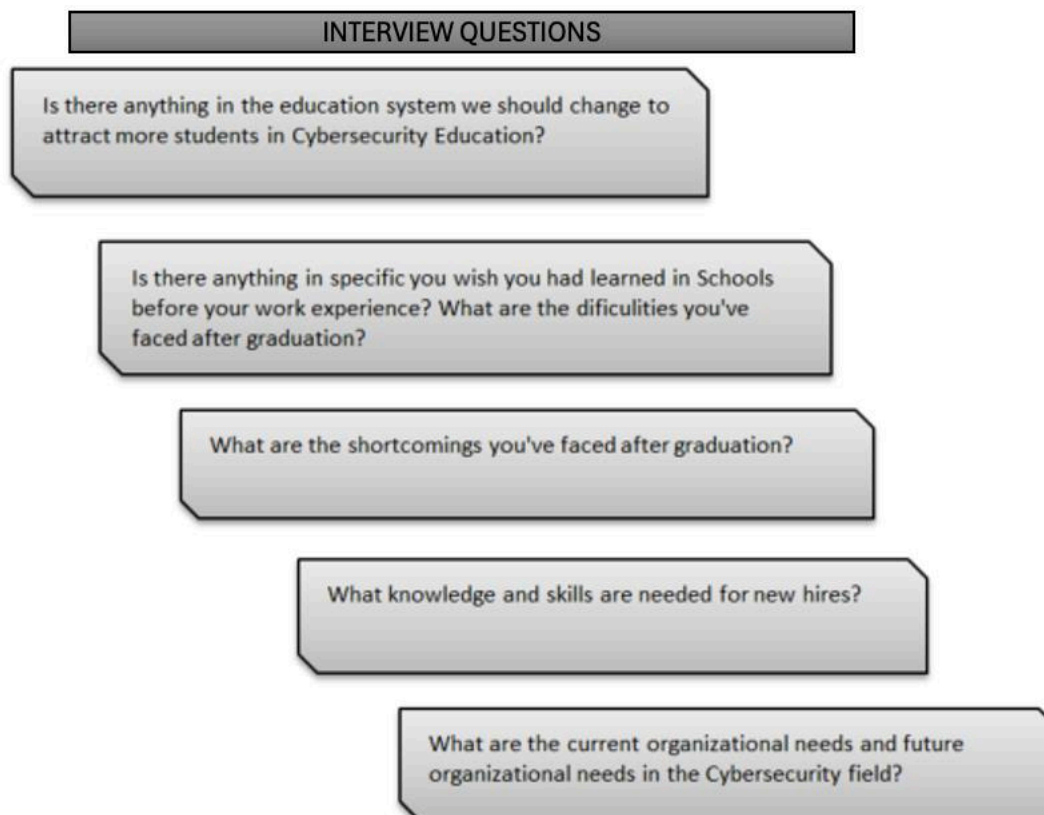 INTERVIEW QUESTIONS
Is there anything in the education system we should change to
attract more students in Cybersecurity Education?
Is there anything in specific you wish you had learned in Schools
before your work experience? What are the dificulities you've
faced after graduation?
What are the shortcomings you've faced after graduation?
What knowledge and skills are needed for new hires?
What are the current organizational needs and future
organizational needs in the Cybersecurity field?